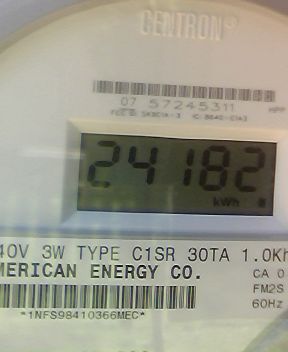 CENTRON®
07 57245311
24182
kWh
40V 3W TYPE C1SR 30TA 1.0Kh
MERICAN ENERGY CO.
CA 0
FM2S
60Hz
*1NFS98410366MEC*